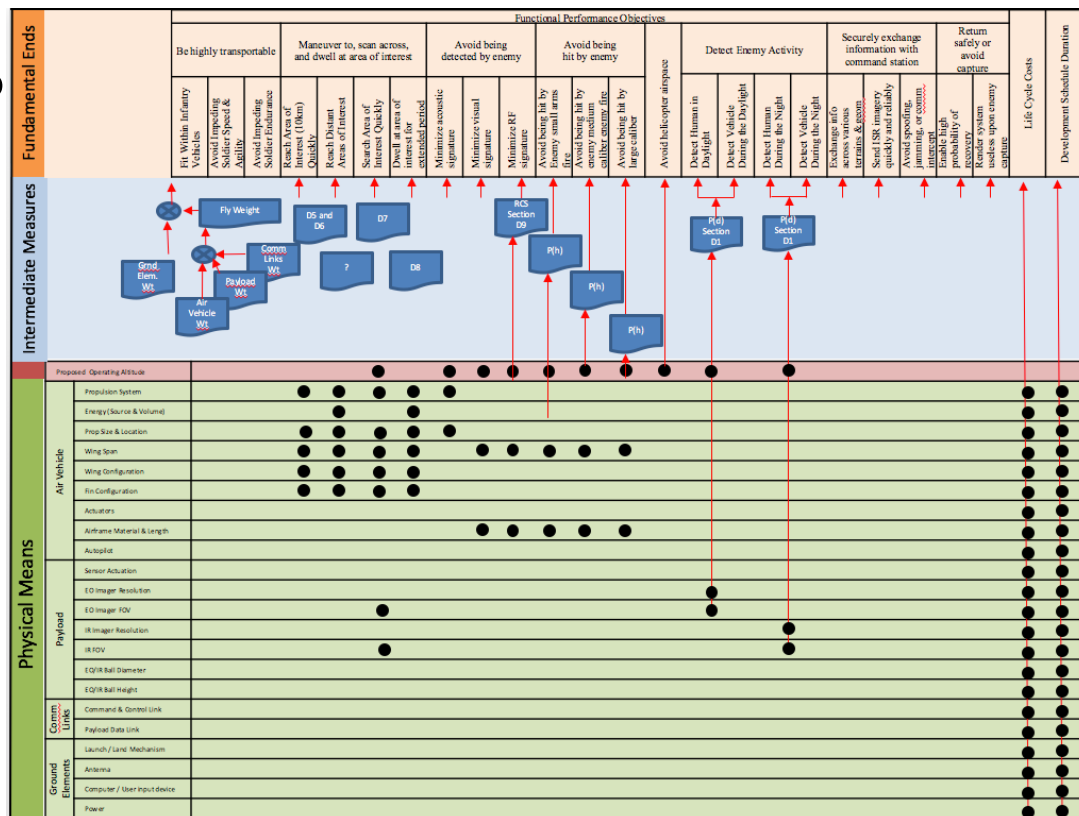 Fundamental Ends
Functional Performance Objectives
Be highly transportable
Maneuver to, scan across,
and dwell at area of interest
Avoid being
detected by enemy
Avoid being
hit by enemy
Avoid helicopter airspace
Detect Enemy Activity
Securely exchange
information with
command station
Return
safely or
avoid
capture
Life Cycle Costs
Development Schedule Duration
Fit Within Infantry
Vehicles
Avoid Impeding
Soldier Speed &
Agility
Avoid Impeding
Soldier Endurance
Reach Area of
Interest (10km)
Quickly
Reach Distant
Areas of Interest
Search Area of
Interest Quickly
Dwell at area of
interest for
extended period
Minimize acoustic
signature
Minimize visual
signature
Minimize RF
signature
Avoid being hit by
Enemy small arms
fire
Avoid being hit by
enemy medium
caliber enemy fire
Avoid being hit by
large caliber
Detect Human in
Daylight
Detect Vehicle
During the Daylight
Detect Human
During the Night
Detect Vehicle
During the Night
Exchange info
across various
terrains & geom
Send ISR imagery
quickly and reliably
Avoid spoofing,
jamming, or comm
intercept
Enable high
probability of
recovery
Render system
useless upon enemy
capture
Intermediate Measures
Fly Weight
D5 and
D6
D7
RCS
Section
D9
P(d)
Section
D1
P(d)
Section
D1
Grnd
Elem.
Wt
Comm
Links
Wt
Payload
Wt
Air
Vehicle
Wt
?
D8
P(h)
P(h)
P(h)
Proposed Operating Altitude
Physical Means
Air Vehicle
Propulsion System
Energy (Source & Volume)
Prop Size & Location
Wing Span
Wing Configuration
Fin Configuration
Actuators
Airframe Material & Length
Autopilot
Payload
Sensor Actuation
EO Imager Resolution
EO Imager FOV
IR Imager Resolution
IR FOV
EO/IR Ball Diameter
EO/IR Ball Height
Comm
Links
Command & Control Link
Payload Data Link
Ground
Elements
Launch / Land Mechanism
Antenna
Computer / User input device
Power